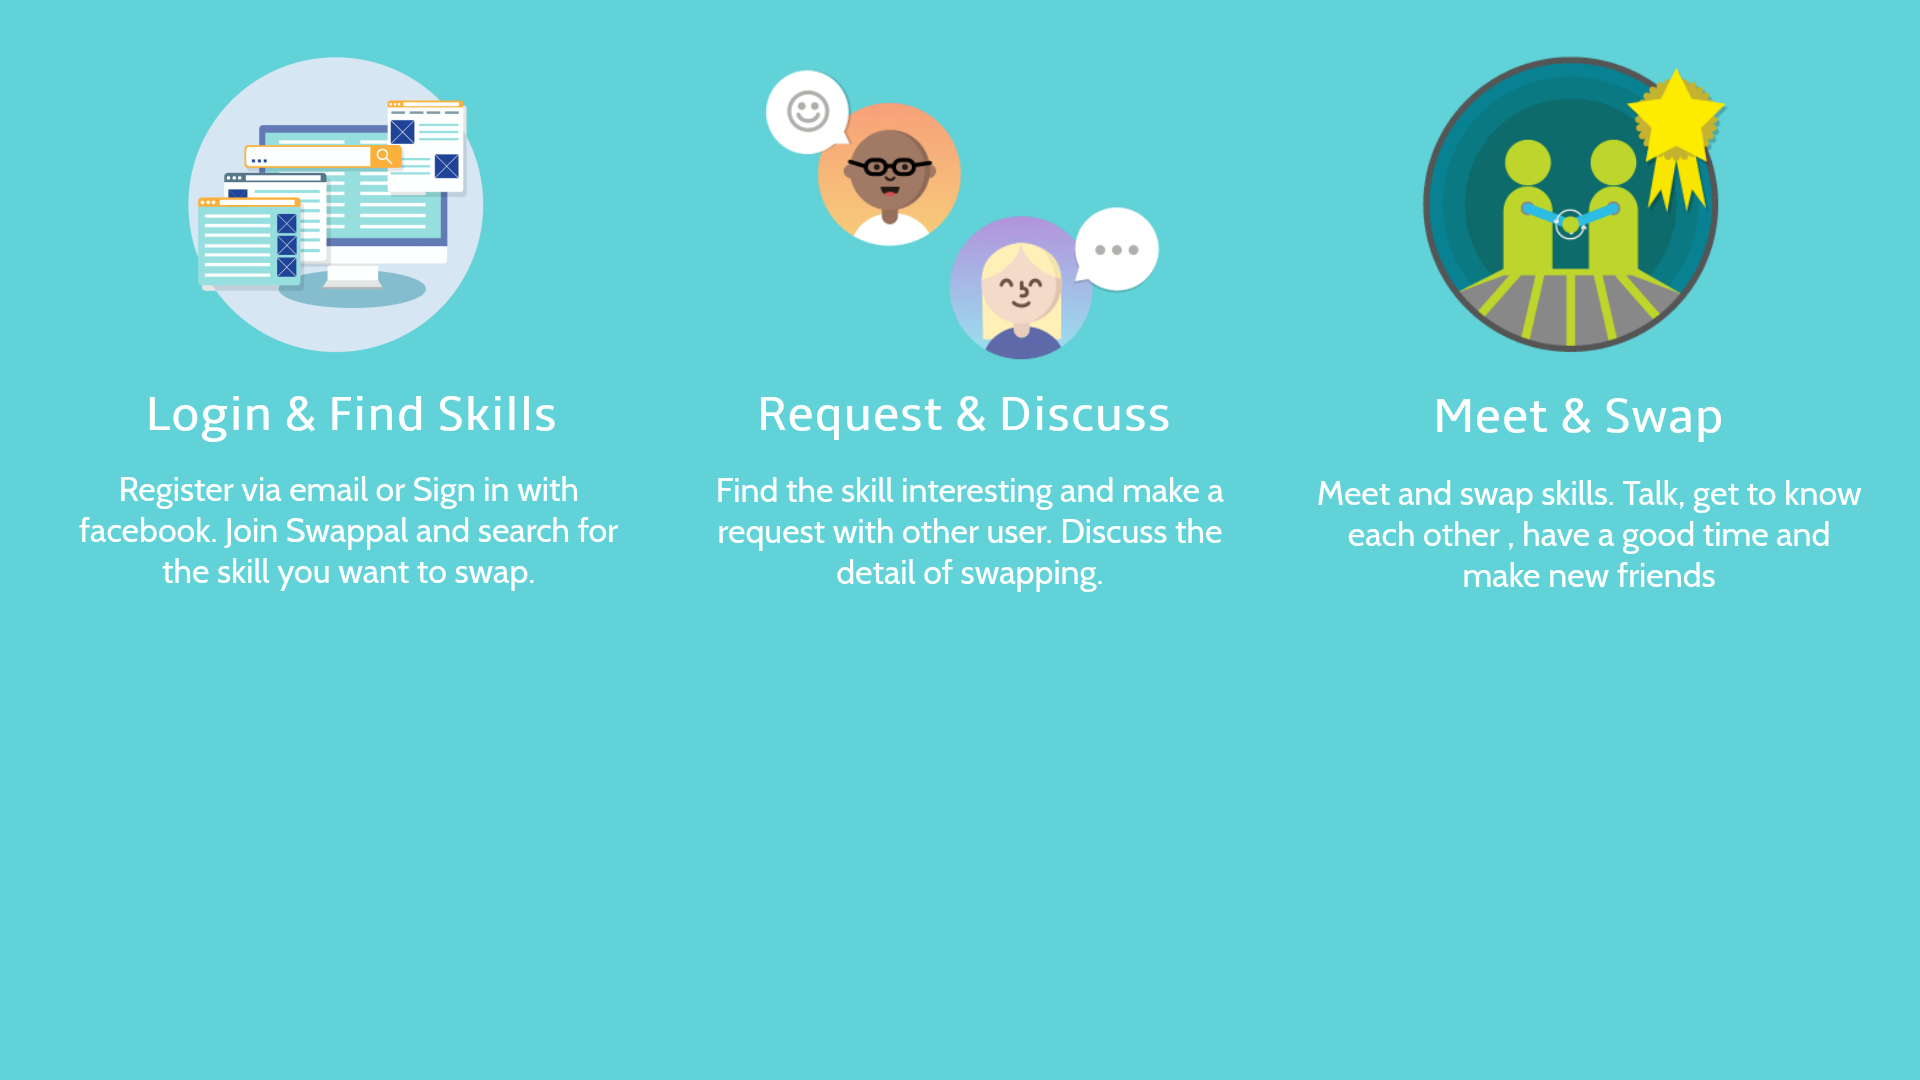 Login & Find Skills
Register via email or Sign in with
facebook. Join Swappal and search for
the skill you want to swap.
Request & Discuss
Find the skill interesting and make a
request with other user. Discuss the
detail of swapping.
Meet & Swap
Meet and swap skills. Talk, get to know
each other , have a good time and
make new friends